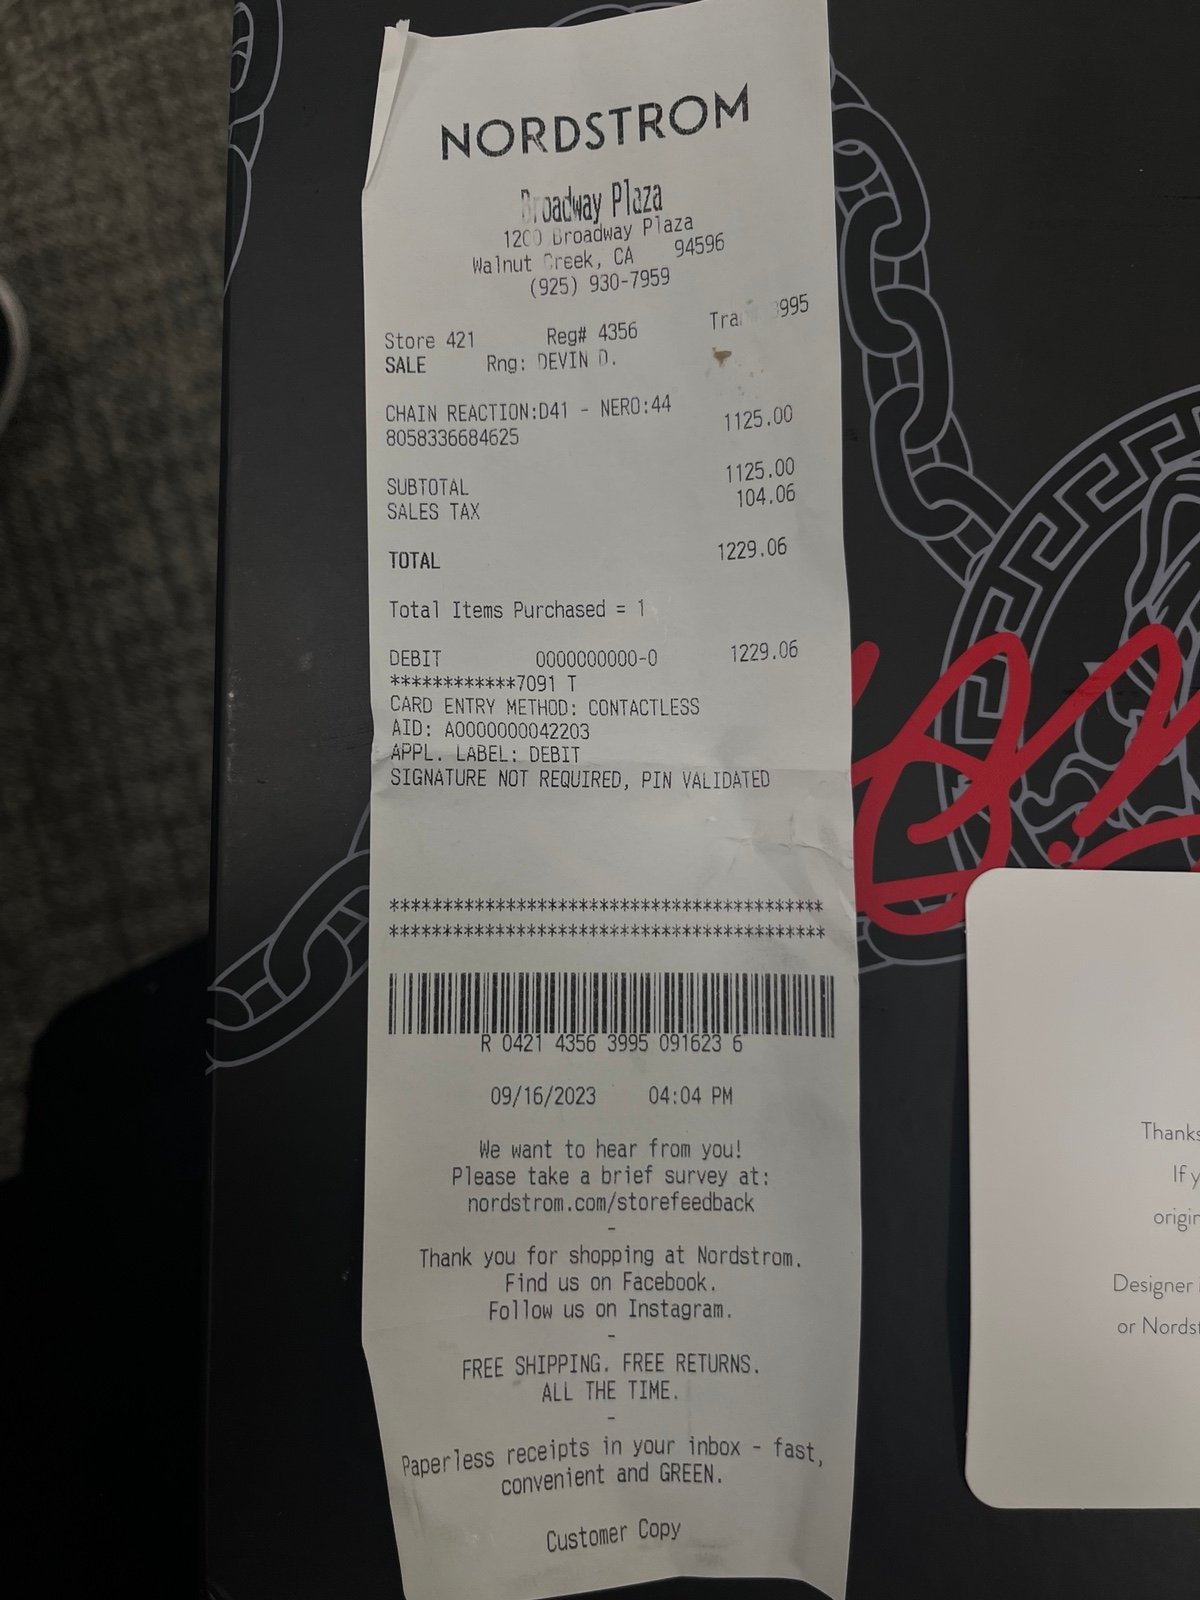 NORDSTROM
Broadway Plaza
1200 Broadway Plaza
Walnut Creek, CA 94596
(925) 930-7959
Store 421 Reg# 4356 3995
SALE Rng: DEVIN D.
CHAIN REACTION:D41 - NERO:44 1125.00
8058336684625
SUBTOTAL 1125.00
SALES TAX 104.06
TOTAL 1229.06
Total Items Purchased = 1
DEBIT 0000000000-0 1229.06
************7091 T
CARD ENTRY METHOD: CONTACTLESS
AID: A0000000042203
APPL. LABEL: DEBIT
SIGNATURE NOT REQUIRED, PIN VALIDATED
*****************************************
*****************************************
R 0421 4356 3995 091623 6
09/16/2023 04:04 PM
We want to hear from you!
Please take a brief survey at:
nordstrom.com/storefeedback
-
Thank you for shopping at Nordstrom.
Find us on Facebook.
Follow us on Instagram.
-
FREE SHIPPING. FREE RETURNS.
ALL THE TIME.
-
Paperless receipts in your inbox - fast,
convenient and GREEN.
Customer Copy
Thanks
If
Designer
or